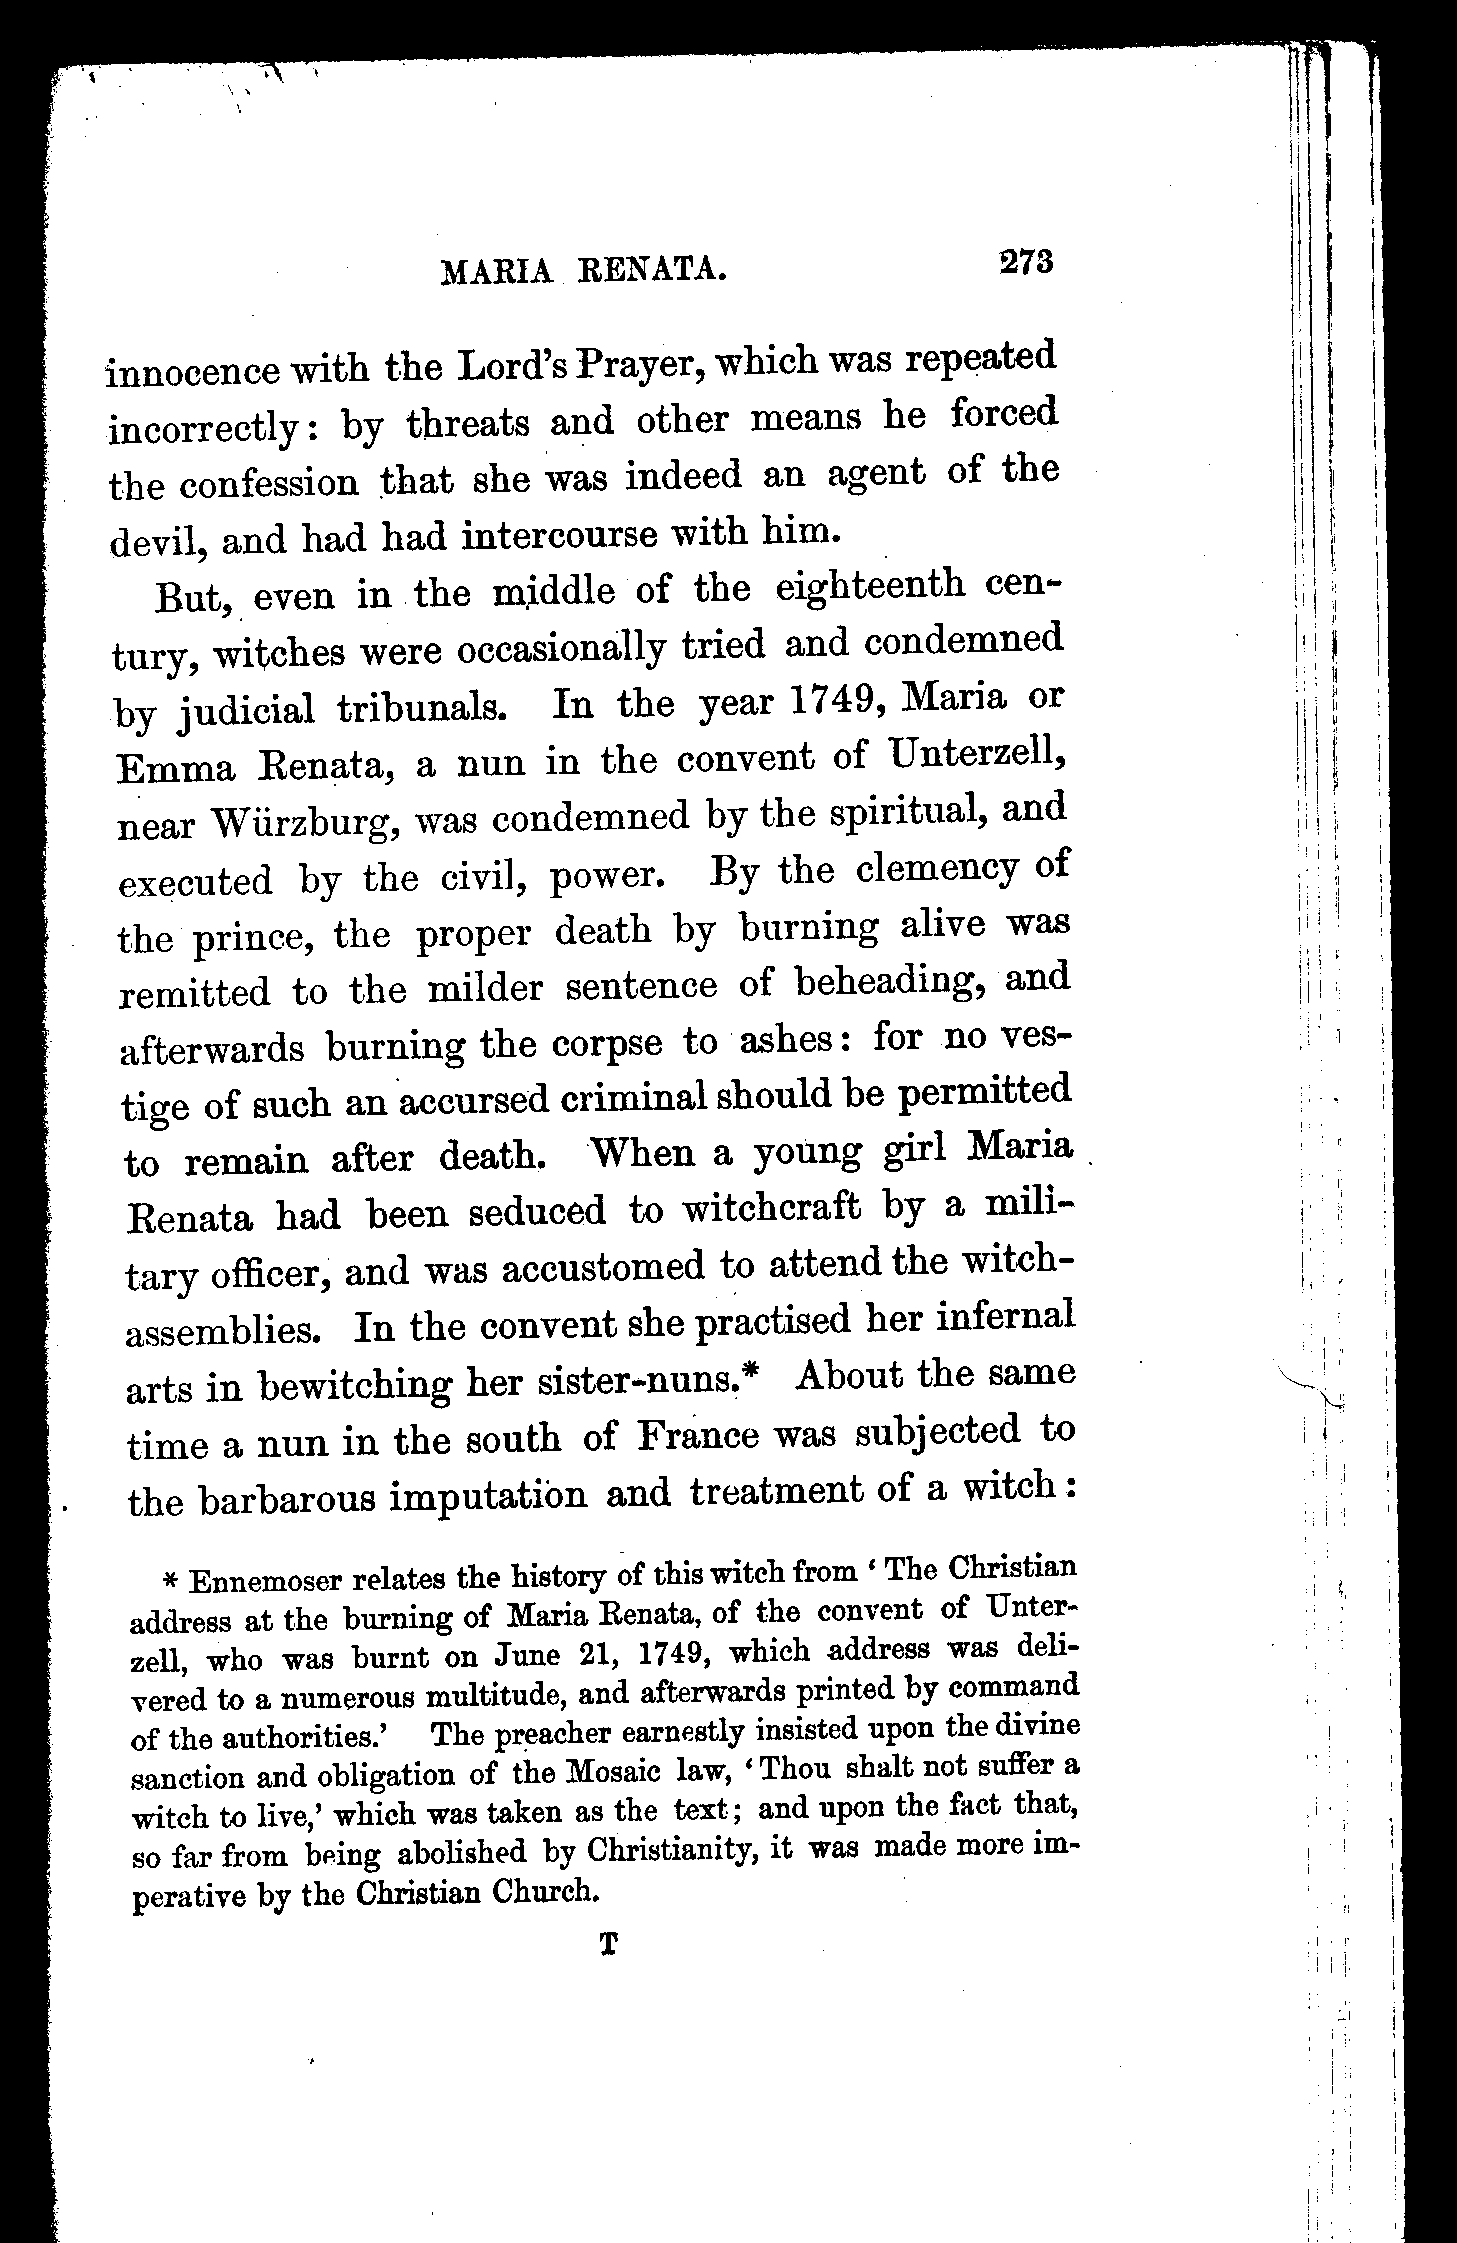 MARIA RENATA. 273
innocence with the Lord's Prayer, which was repeated
incorrectly: by threats and other means he forced
the confession that she was indeed an agent of the
devil, and had had intercourse with him.
But, even in the middle of the eighteenth cen-
tury, witches were occasionally tried and condemned
by judicial tribunals. In the year 1749, Maria or
Emma Renata, a nun in the convent of Unterzell,
near Würzburg, was condemned by the spiritual, and
executed by the civil, power. By the clemency of
the prince, the proper death by burning alive was
remitted to the milder sentence of beheading, and
afterwards burning the corpse to ashes: for no ves-
tige of such an accursed criminal should be permitted
to remain after death. When a young girl Maria
Renata had been seduced to witchcraft by a mili-
tary officer, and was accustomed to attend the witch-
assemblies. In the convent she practised her infernal
arts in bewitching her sister-nuns.* About the same
time a nun in the south of France was subjected to
the barbarous imputation and treatment of a witch:
* Ennemoser relates the history of this witch from ‘The Christian
address at the burning of Maria Renata, of the convent of Unter-
zell, who was burnt on June 21, 1749, which address was deli-
vered to a numerous multitude, and afterwards printed by command
of the authorities.’ The preacher earnestly insisted upon the divine
sanction and obligation of the Mosaic law, ‘Thou shalt not suffer a
witch to live,’ which was taken as the text; and upon the fact that,
so far from being abolished by Christianity, it was made more im-
perative by the Christian Church.
T